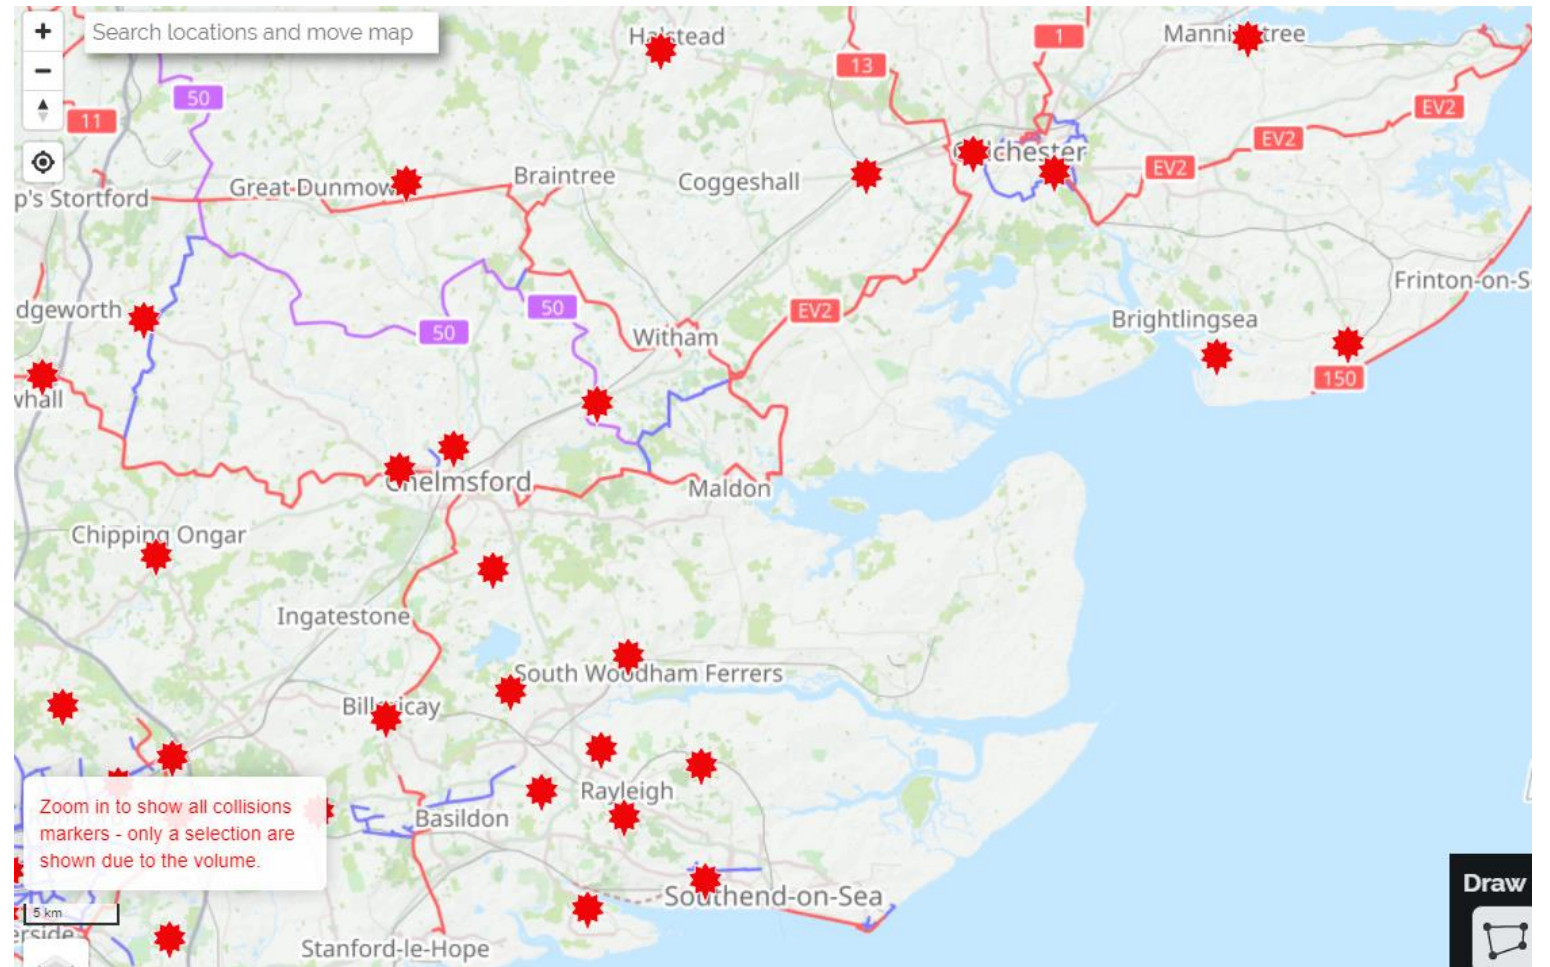 Search locations and move map
Halstead
1
Manningtree
13
50
11
EV2
EV2
Colchester
EV2
Great Dunmow
Braintree
Coggeshall
p's Stortford
Frinton-on-S
dgeworth
50
EV2
Brightlingsea
50
Witham
150
whall
Chelmsford
Maldon
Chipping Ongar
Ingatestone
South Woodham Ferrers
Billericay
Rayleigh
Basildon
Zoom in to show all collisions
markers - only a selection are
shown due to the volume.
Southend-on-Sea
Draw
5 km
erside
Stanford-le-Hope